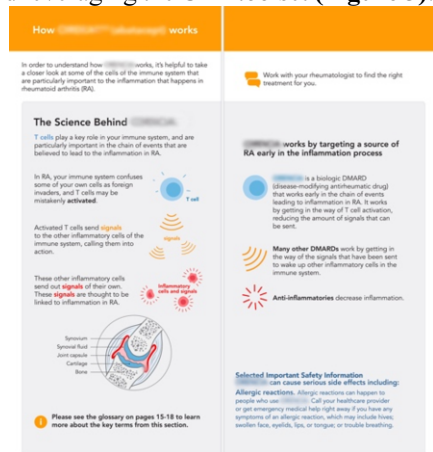 How works
In order to understand how works, it's helpful to take
a closer look at some of the cells of the immune system that
are particularly important to the inflammation that happens in
rheumatoid arthritis (RA).
Work with your rheumatologist to find the right
treatment for you.
The Science Behind
T cells play a key role in your immune system, and are
particularly important in the chain of events that are
believed to lead to the inflammation in RA.
In RA, your immune system confuses
some of your own cells as foreign
invaders, and T cells may be
mistakenly activated.
T cell
Activated T cells send signals
to the other inflammatory cells of the
immune system, calling them into
action.
signals
These other inflammatory cells
send out signals of their own.
These signals are thought to be
linked to inflammation in RA.
Inflammatory
cells and signals
Synovium
Synovial fluid
Joint capsule
Cartilage
Bone
Please see the glossary on pages 15-18 to learn
more about the key terms from this section.
works by targeting a source of
RA early in the inflammation process
is a biologic DMARD
(disease-modifying antirheumatic drug)
that works early in the chain of events
leading to inflammation in RA. It works
by getting in the way of T cell activation,
reducing the amount of signals that can
be sent.
Many other DMARDs work by getting in
the way of the signals that have been sent
to wake up other inflammatory cells in the
immune system.
Anti-inflammatories decrease inflammation.
Selected Important Safety Information
can cause serious side effects including:
Allergic reactions. Allergic reactions can happen to
people who use Call your healthcare provider
or get emergency medical help right away if you have any
symptoms of an allergic reaction, which may include hives;
swollen face, eyelids, lips, or tongue; or trouble breathing.